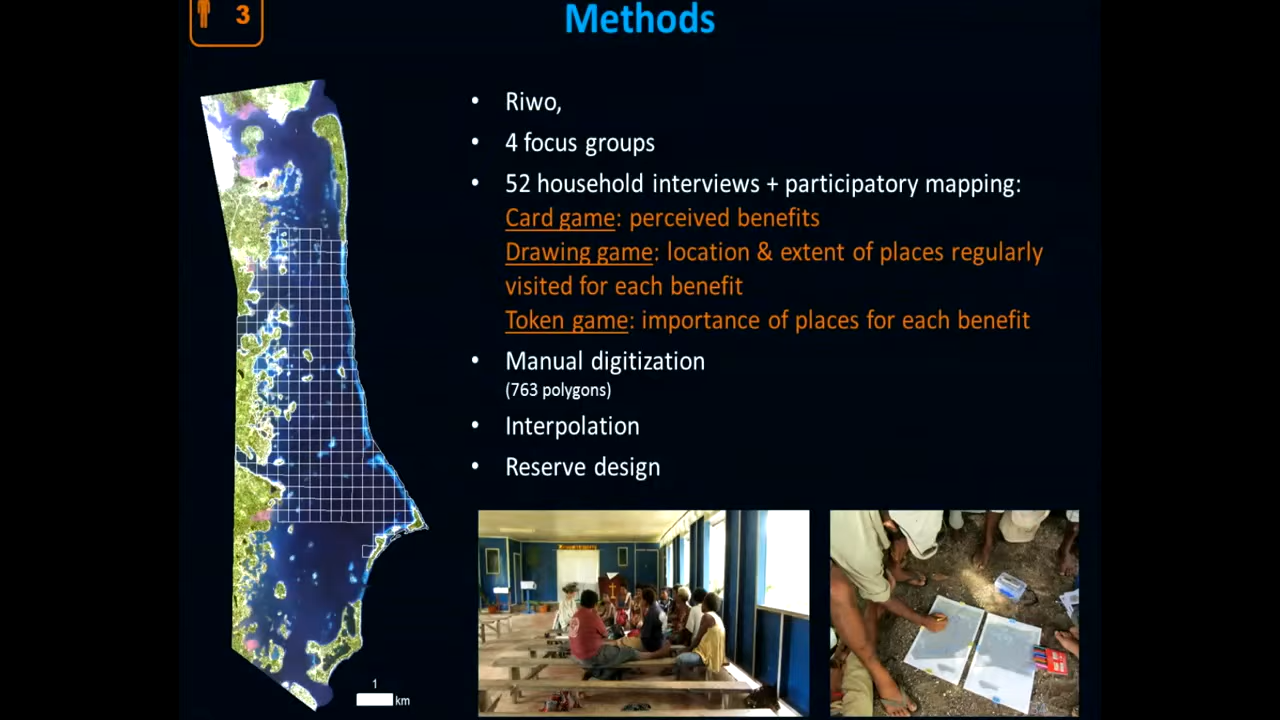 3
Methods
• Riwo,
• 4 focus groups
• 52 household interviews + participatory mapping:
Card game: perceived benefits
Drawing game: location & extent of places regularly
visited for each benefit
Token game: importance of places for each benefit
• Manual digitization
(763 polygons)
• Interpolation
• Reserve design
1
km